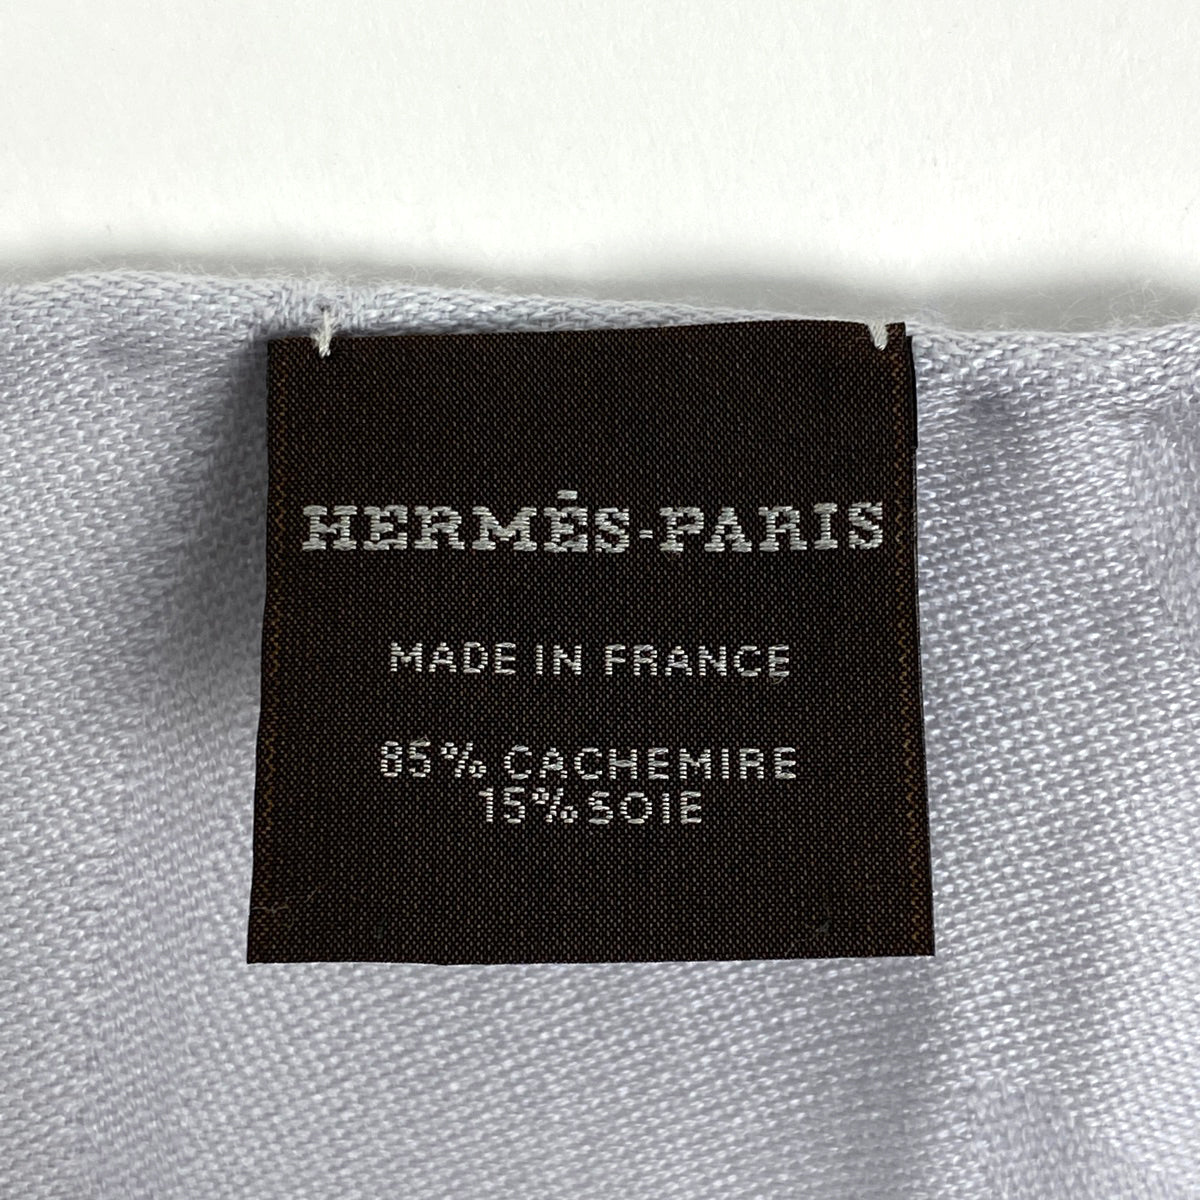 HERMÈS-PARIS
MADE IN FRANCE
85% CACHEMIRE
15% SOIE